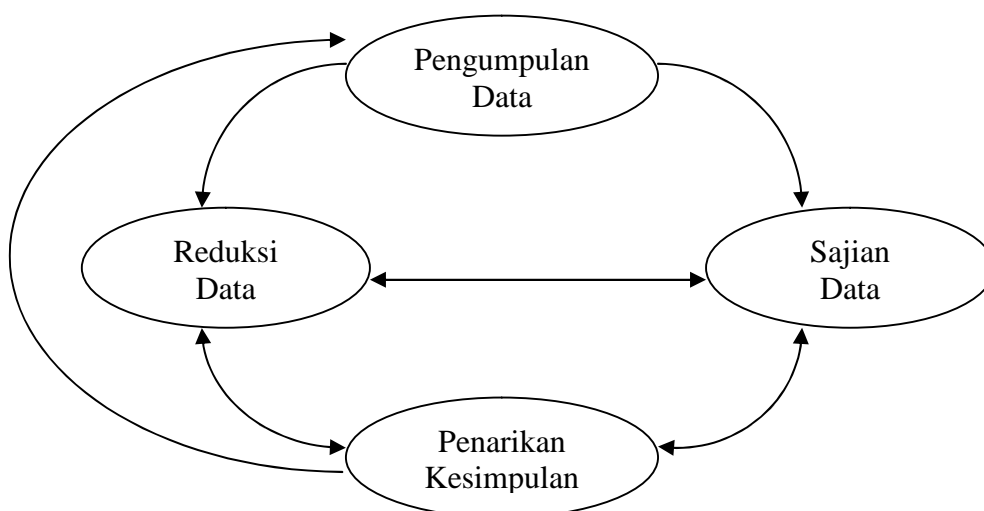 Pengumpulan
Data
Reduksi
Data
Sajian
Data
Penarikan
Kesimpulan